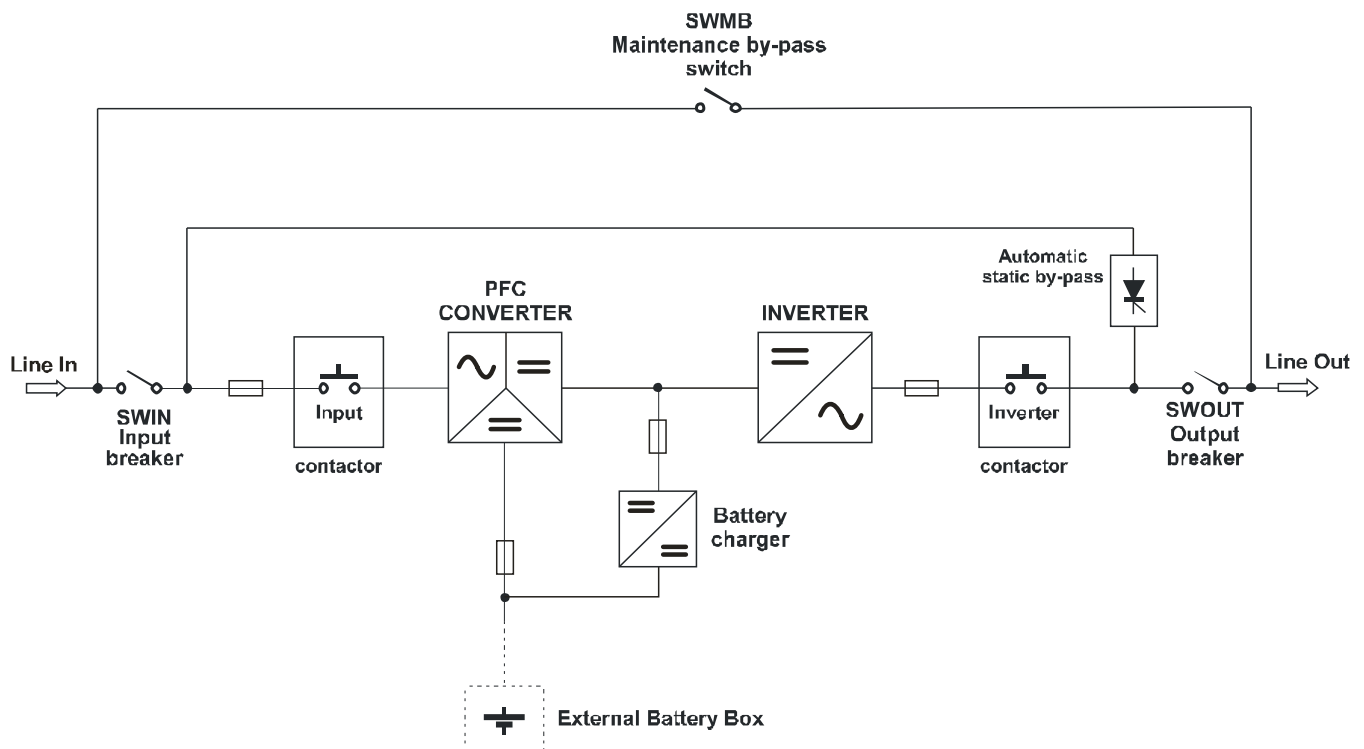 SWMB
Maintenance by-pass
switch
Automatic
static by-pass
PFC
CONVERTER
INVERTER
Line In
Line Out
Input
Inverter
SWIN
Input
breaker
SWOUT
Output
breaker
contactor
contactor
Battery
charger
External Battery Box